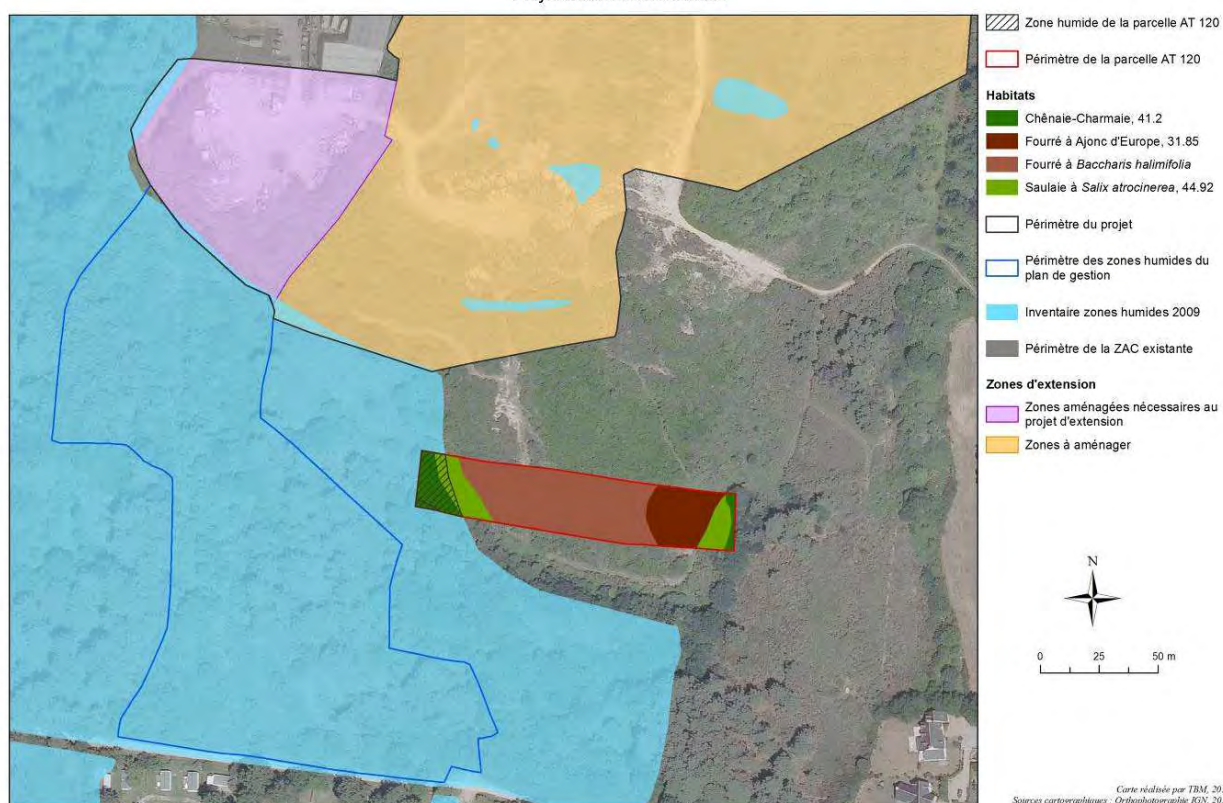 Zone humide de la parcelle AT 120
Périmètre de la parcelle AT 120
Habitats
Chênaie-Charmaie, 41.2
Fourré à Ajonc d'Europe, 31.85
Fourré à Baccharis halimifolia
Saulaie à Salix atrocinerea, 44.92
Périmètre du projet
Périmètre des zones humides du
plan de gestion
Inventaire zones humides 2009
Périmètre de la ZAC existante
Zones d'extension
Zones aménagées nécessaires au
projet d'extension
Zones à aménager
N
0 25 50 m
Carte réalisée par TBM, 20
Sources cartographiques : Orthophotographie IGN, 20